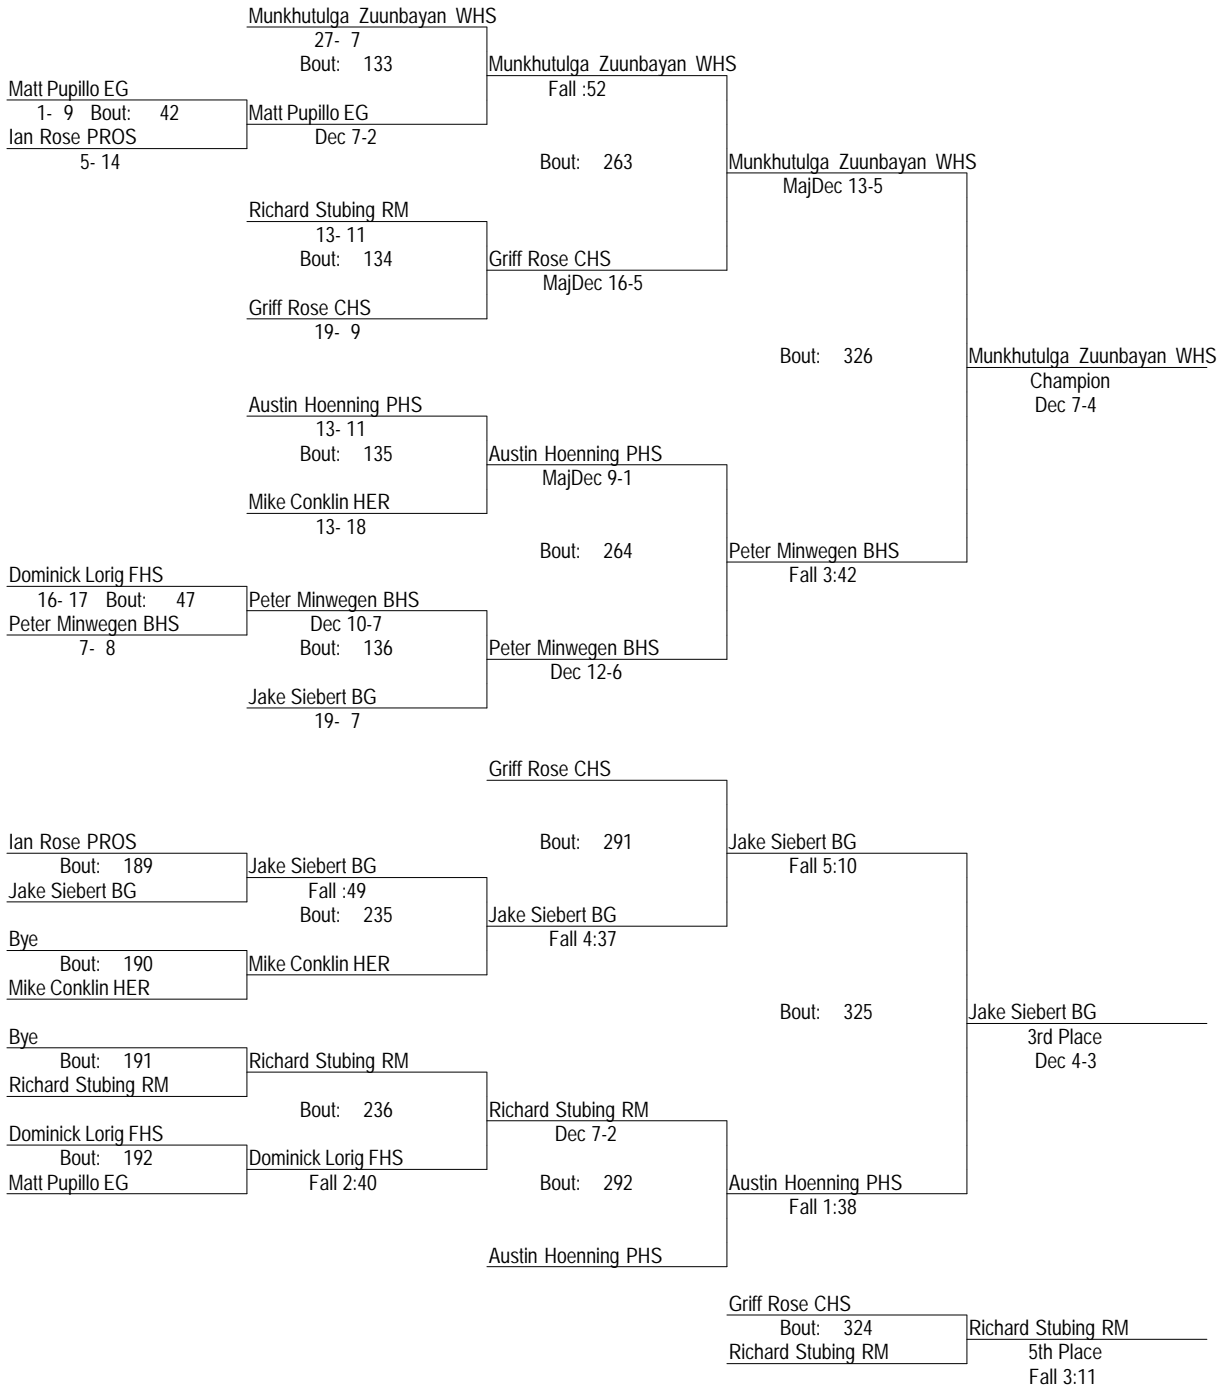 Munkhutulga Zuunbayan WHS
27- 7
Bout: 133
Munkhutulga Zuunbayan WHS
Fall :52
Matt Pupillo EG
1- 9 Bout: 42
Ian Rose PROS
5- 14
Matt Pupillo EG
Dec 7-2
Bout: 263
Munkhutulga Zuunbayan WHS
MajDec 13-5
Richard Stubing RM
13- 11
Bout: 134
Griff Rose CHS
MajDec 16-5
Griff Rose CHS
19- 9
Bout: 326
Munkhutulga Zuunbayan WHS
Champion
Dec 7-4
Austin Hoenning PHS
13- 11
Bout: 135
Austin Hoenning PHS
MajDec 9-1
Mike Conklin HER
13- 18
Bout: 264
Peter Minwegen BHS
Fall 3:42
Dominick Lorig FHS
16- 17 Bout: 47
Peter Minwegen BHS
7- 8
Peter Minwegen BHS
Dec 10-7
Bout: 136
Peter Minwegen BHS
Dec 12-6
Jake Siebert BG
19- 7
Griff Rose CHS
Bout: 291
Jake Siebert BG
Fall 5:10
Ian Rose PROS
Bout: 189
Jake Siebert BG
Jake Siebert BG
Fall :49
Bout: 235
Jake Siebert BG
Fall 4:37
Bye
Bout: 190
Mike Conklin HER
Mike Conklin HER
Bout: 325
Jake Siebert BG
3rd Place
Dec 4-3
Bye
Bout: 191
Richard Stubing RM
Richard Stubing RM
Bout: 236
Richard Stubing RM
Dec 7-2
Dominick Lorig FHS
Bout: 192
Matt Pupillo EG
Dominick Lorig FHS
Fall 2:40
Bout: 292
Austin Hoenning PHS
Fall 1:38
Austin Hoenning PHS
Griff Rose CHS
Bout: 324
Richard Stubing RM
Richard Stubing RM
5th Place
Fall 3:11